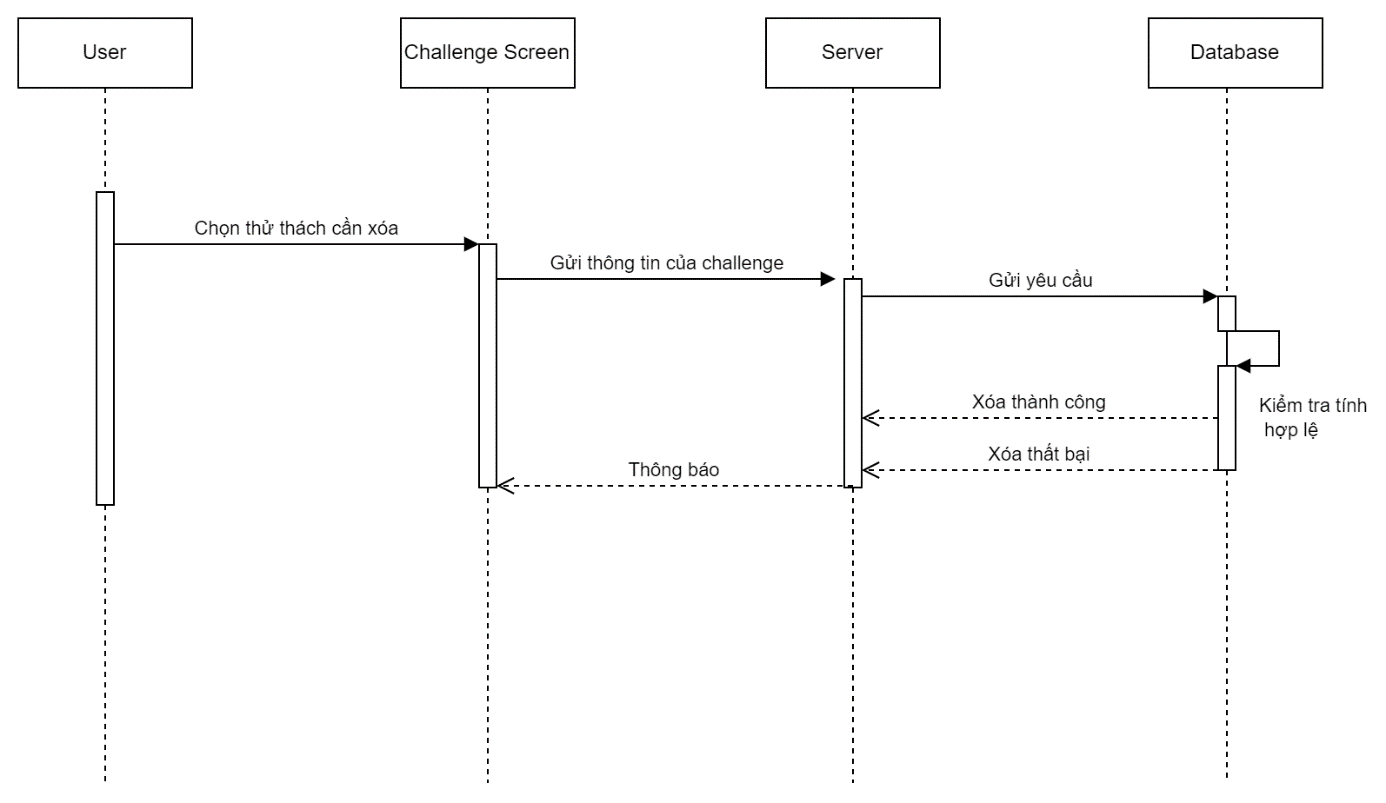 User
Challenge Screen
Server
Database
Chọn thử thách cần xóa
Gửi thông tin của challenge
Gửi yêu cầu
Xóa thành công
Kiểm tra tính
hợp lệ
Xóa thất bại
Thông báo